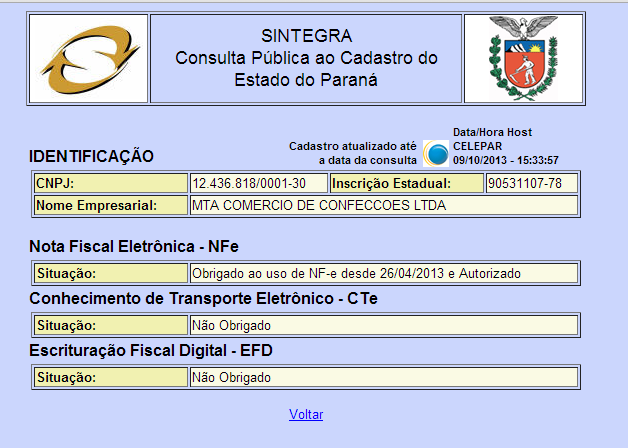 SINTEGRA
Consulta Pública ao Cadastro do
Estado do Paraná
IDENTIFICAÇÃO
Cadastro atualizado até
a data da consulta
Data/Hora Host
CELEPAR
09/10/2013 - 15:33:57
CNPJ: 12.436.818/0001-30 Inscrição Estadual: 90531107-78
Nome Empresarial: MTA COMERCIO DE CONFECCOES LTDA
Nota Fiscal Eletrônica - NFe
Situação: Obrigado ao uso de NF-e desde 26/04/2013 e Autorizado
Conhecimento de Transporte Eletrônico - CTe
Situação: Não Obrigado
Escrituração Fiscal Digital - EFD
Situação: Não Obrigado
Voltar